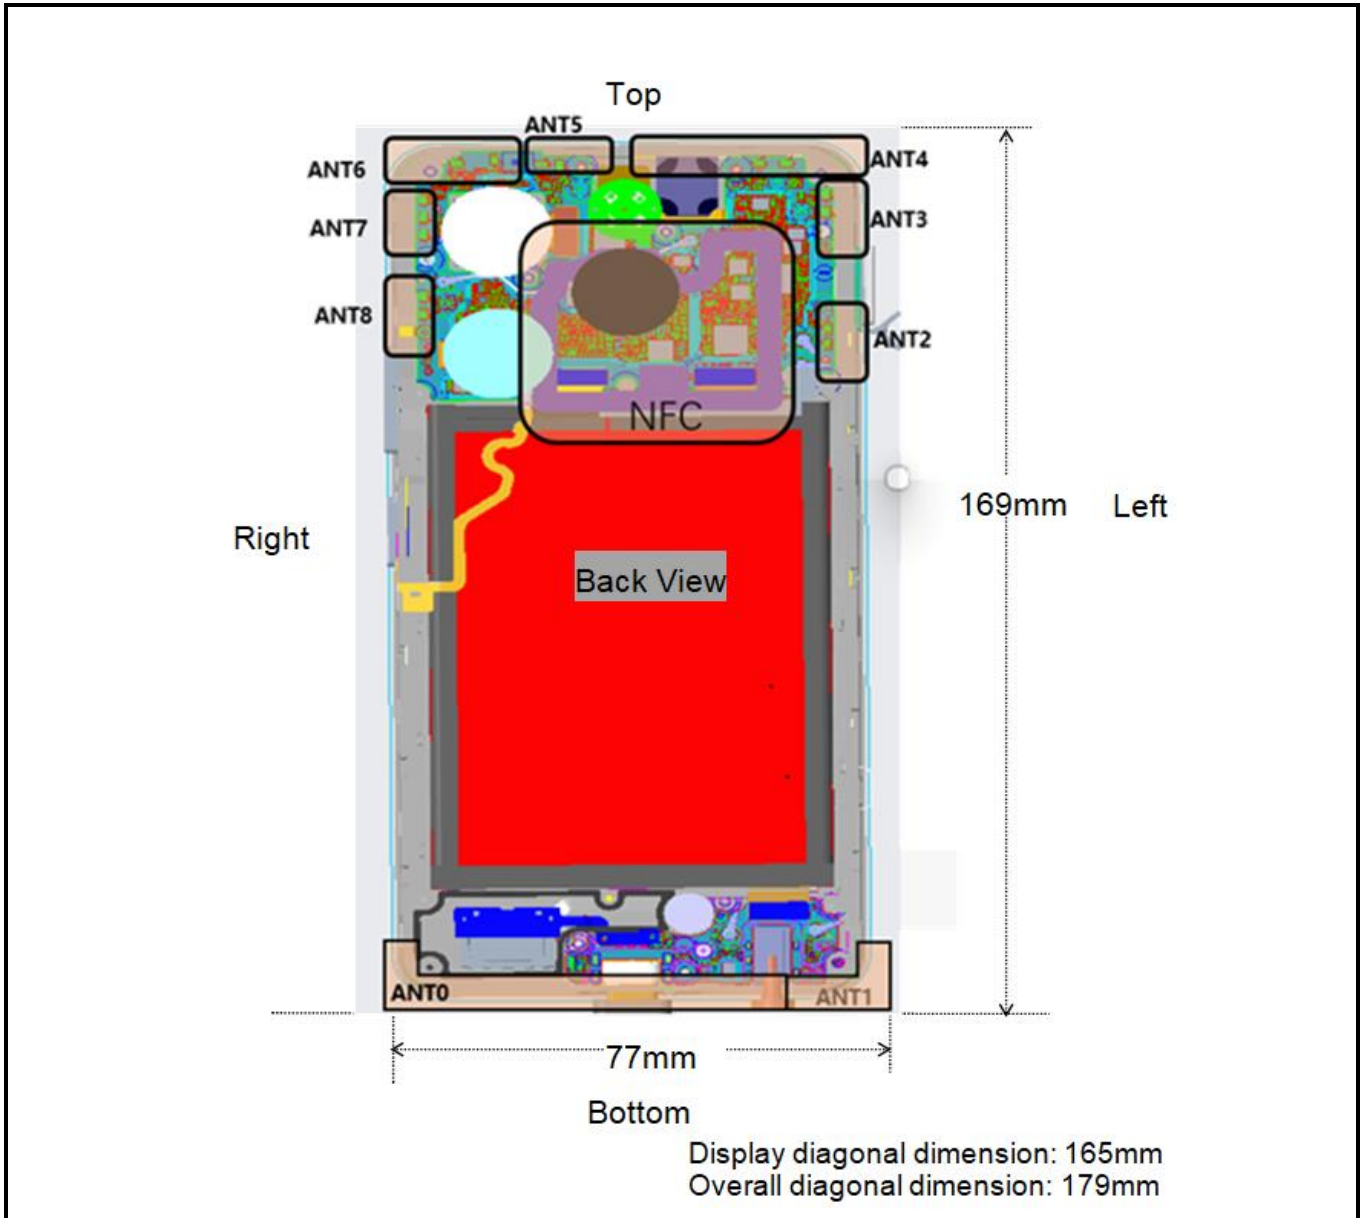 Top
ANT5
ANT6
ANT4
ANT7
ANT3
ANT8
ANT2
NFC
169mm
Left
Right
Back View
ANT0
ANT1
77mm
Bottom
Display diagonal dimension: 165mm
Overall diagonal dimension: 179mm